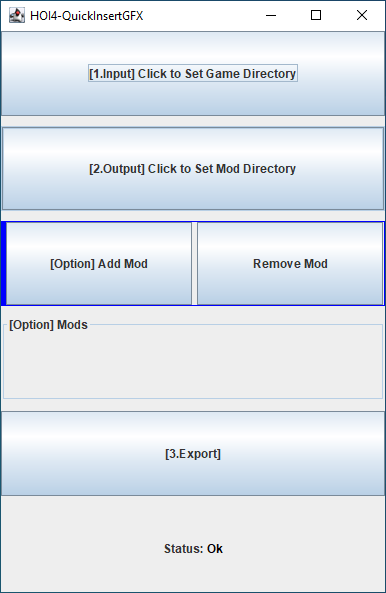 HOI4-QuickInsertGFX
[1.Input] Click to Set Game Directory
[2.Output] Click to Set Mod Directory
[Option] Add Mod
Remove Mod
[Option] Mods
[3.Export]
Status: Ok